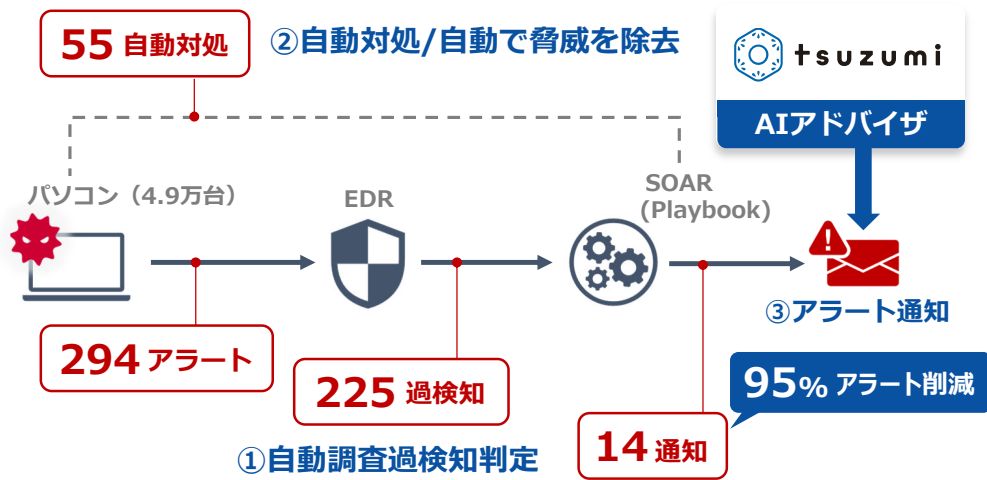 55 自動対処
②自動対処/自動で脅威を除去
tsuzumi
AIアドバイザ
パソコン（4.9万台）
EDR
SOAR
(Playbook)
③アラート通知
294 アラート
225 過検知
95% アラート削減
14 通知
①自動調査過検知判定